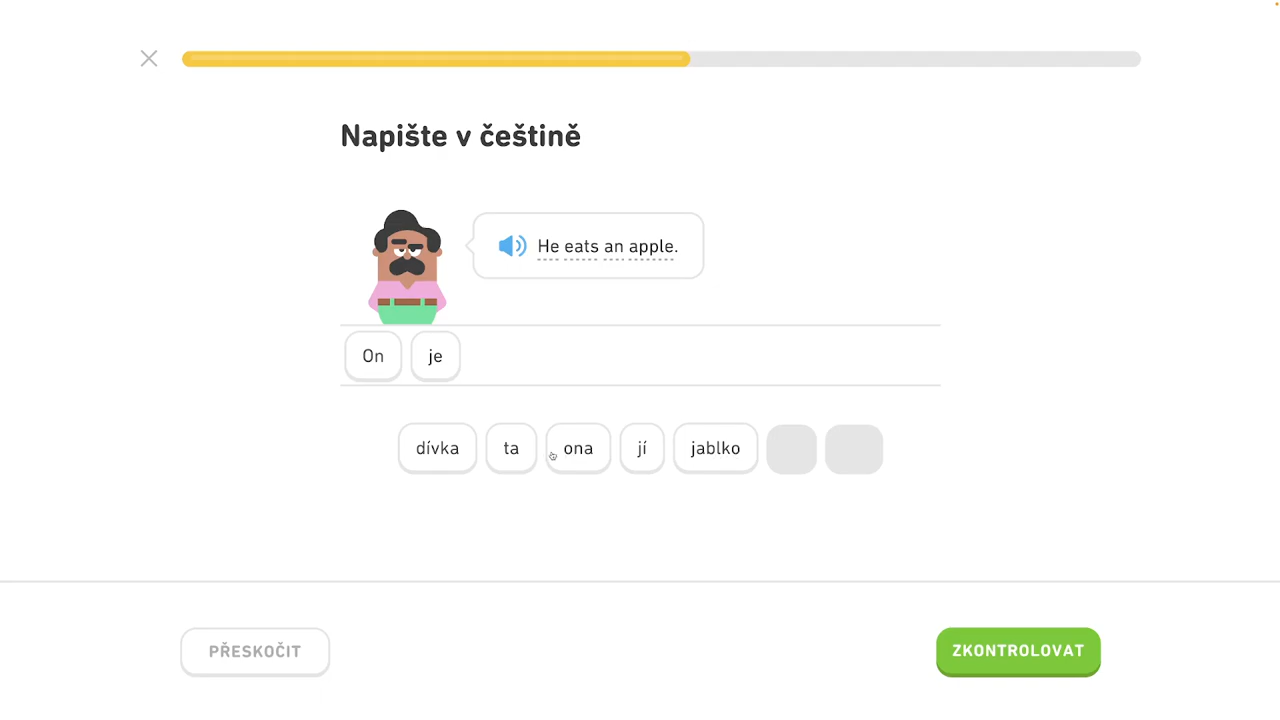 Napište v češtině
He eats an apple.
On je
dívka ta ona jí jablko
PŘESKOČIT ZKONTROLOVAT